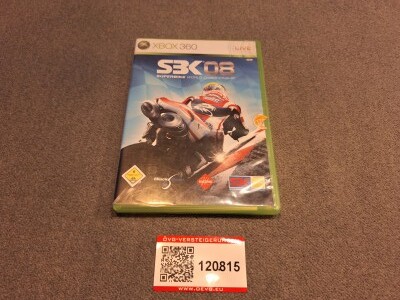 XBOX 360
LIVE
SBK08
SUPERBIKE WORLD CHAMPIONSHIP
ÖVB-VERSTEIGERUNG
120815
WWW.OEVB.EU